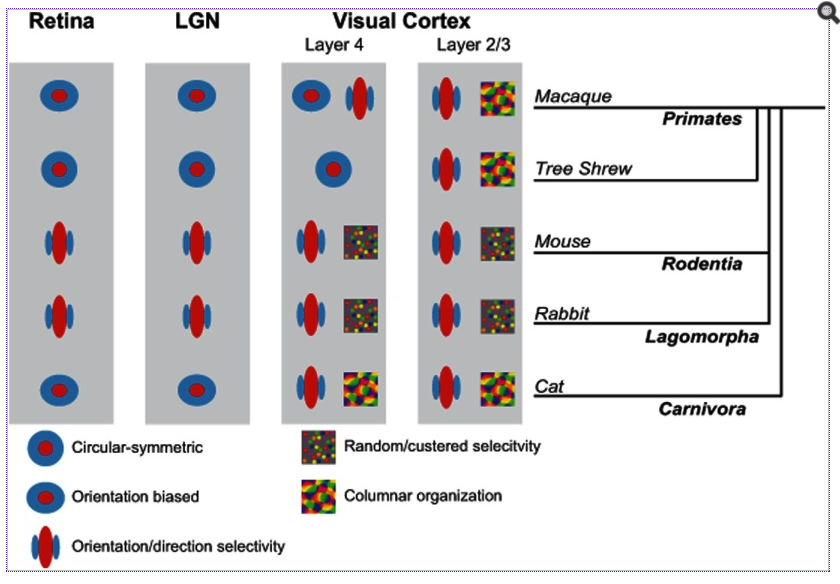 Retina LGN Visual Cortex
Layer 4 Layer 2/3
Macaque
Primates
Tree Shrew
Mouse
Rodentia
Rabbit
Lagomorpha
Cat
Carnivora
Circular-symmetric
Random/custered selecitvity
Orientation biased
Columnar organization
Orientation/direction selectivity